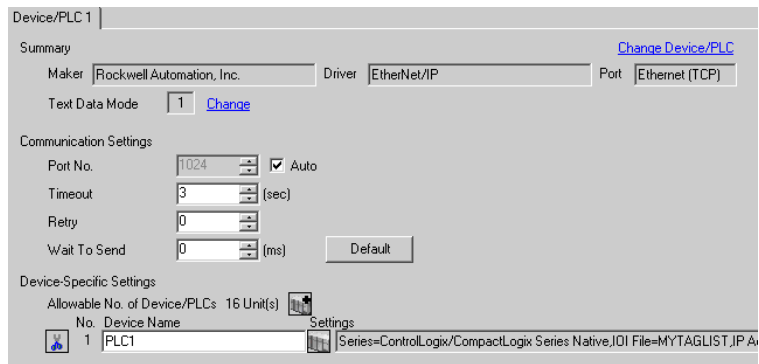 Device/PLC 1
Summary Change Device/PLC
Maker Rockwell Automation, Inc. Driver EtherNet/IP Port Ethernet (TCP)
Text Data Mode 1 Change
Communication Settings
Port No. 1024 Auto
Timeout 3 (sec)
Retry 0
Wait To Send 0 (ms) Default
Device-Specific Settings
Allowable No. of Device/PLCs 16 Unit(s)
No. Device Name Settings
1 PLC1 Series=ControlLogix/CompactLogix Series Native,IOI File=MYTAGLIST,IP